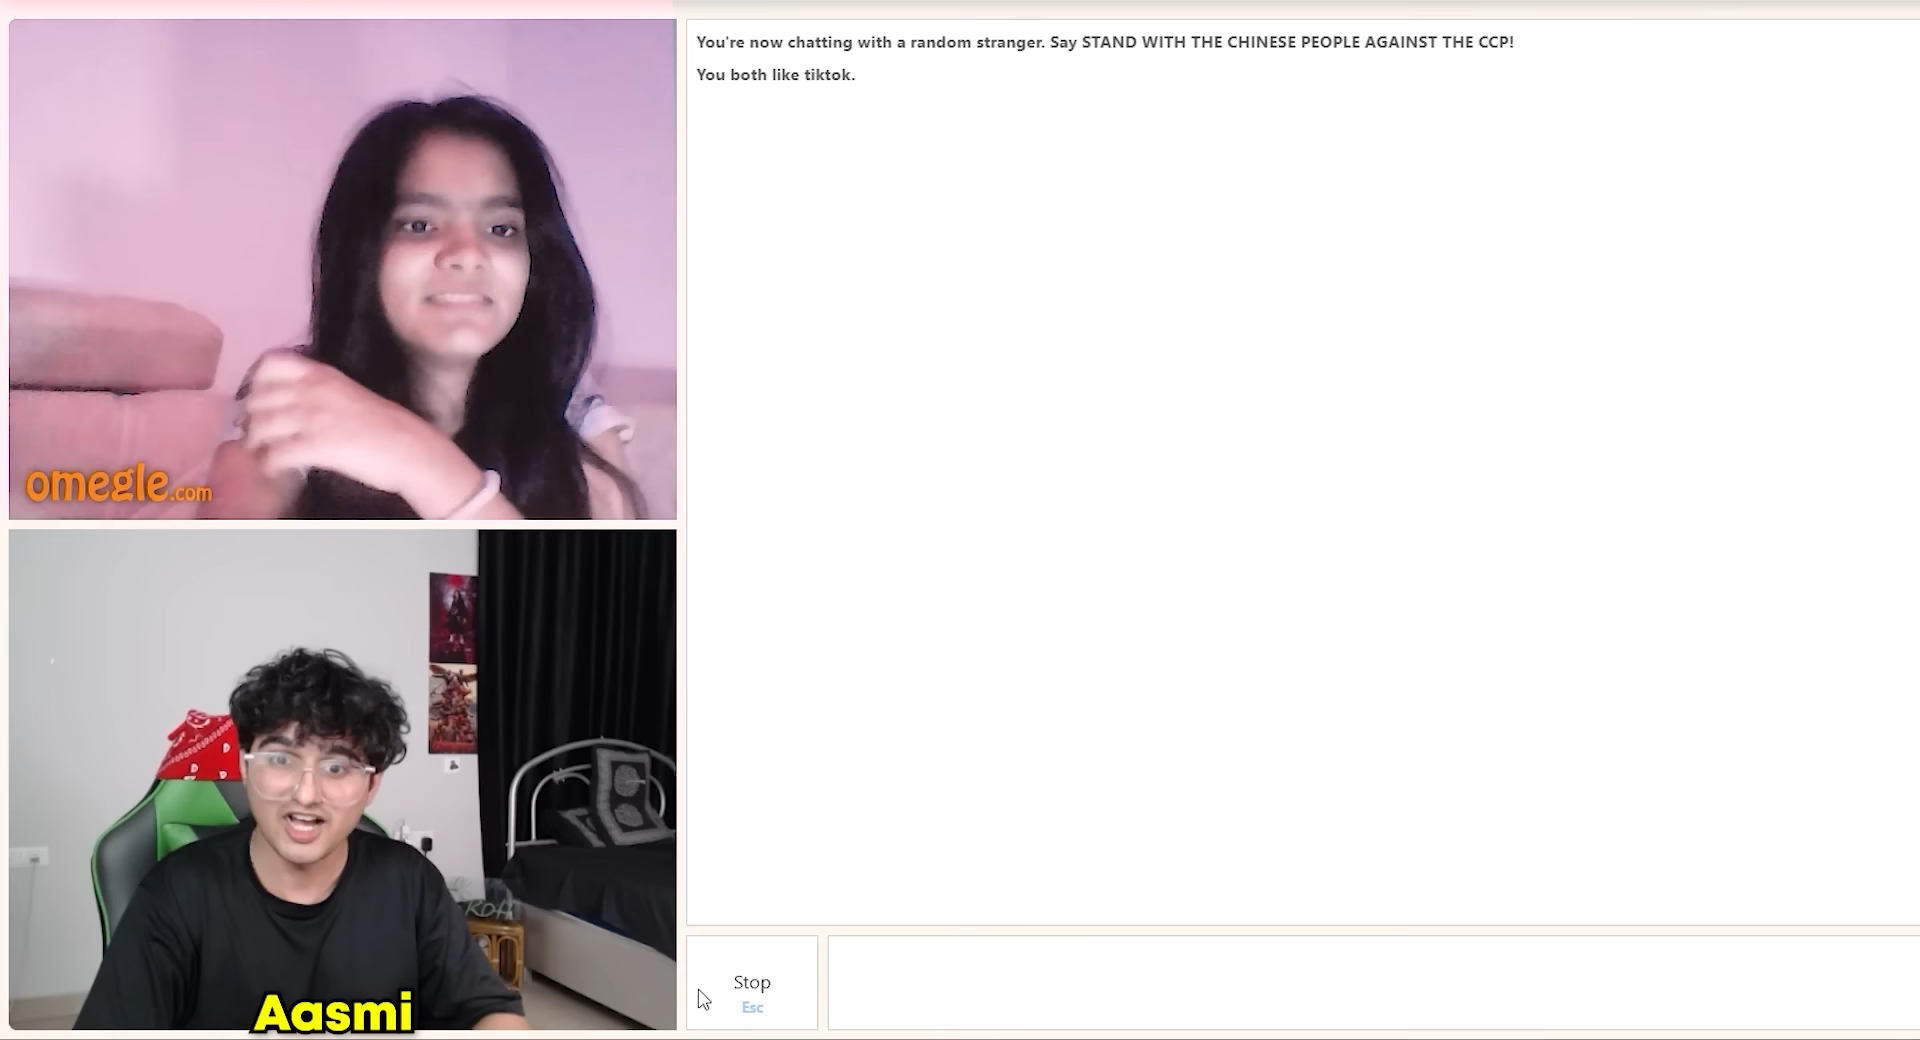 You're now chatting with a random stranger. Say STAND WITH THE CHINESE PEOPLE AGAINST THE CCP!
You both like tiktok.
omegle.com
Aasmi
Stop
Esc